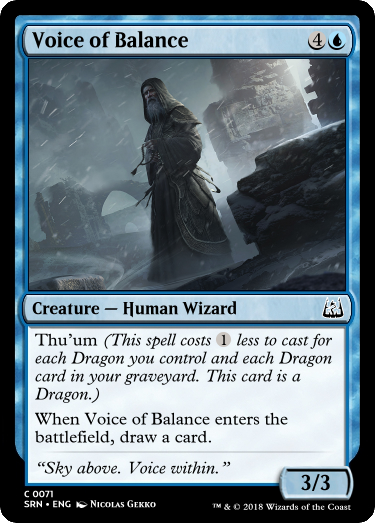 Voice of Balance 4
Creature — Human Wizard
Thu'um (This spell costs 1 less to cast for
each Dragon you control and each Dragon
card in your graveyard. This card is a
Dragon.)
When Voice of Balance enters the
battlefield, draw a card.
“Sky above. Voice within.”
3/3
C 0071
SRN • ENG Nicolas Gekko
™ & © 2018 Wizards of the Coast